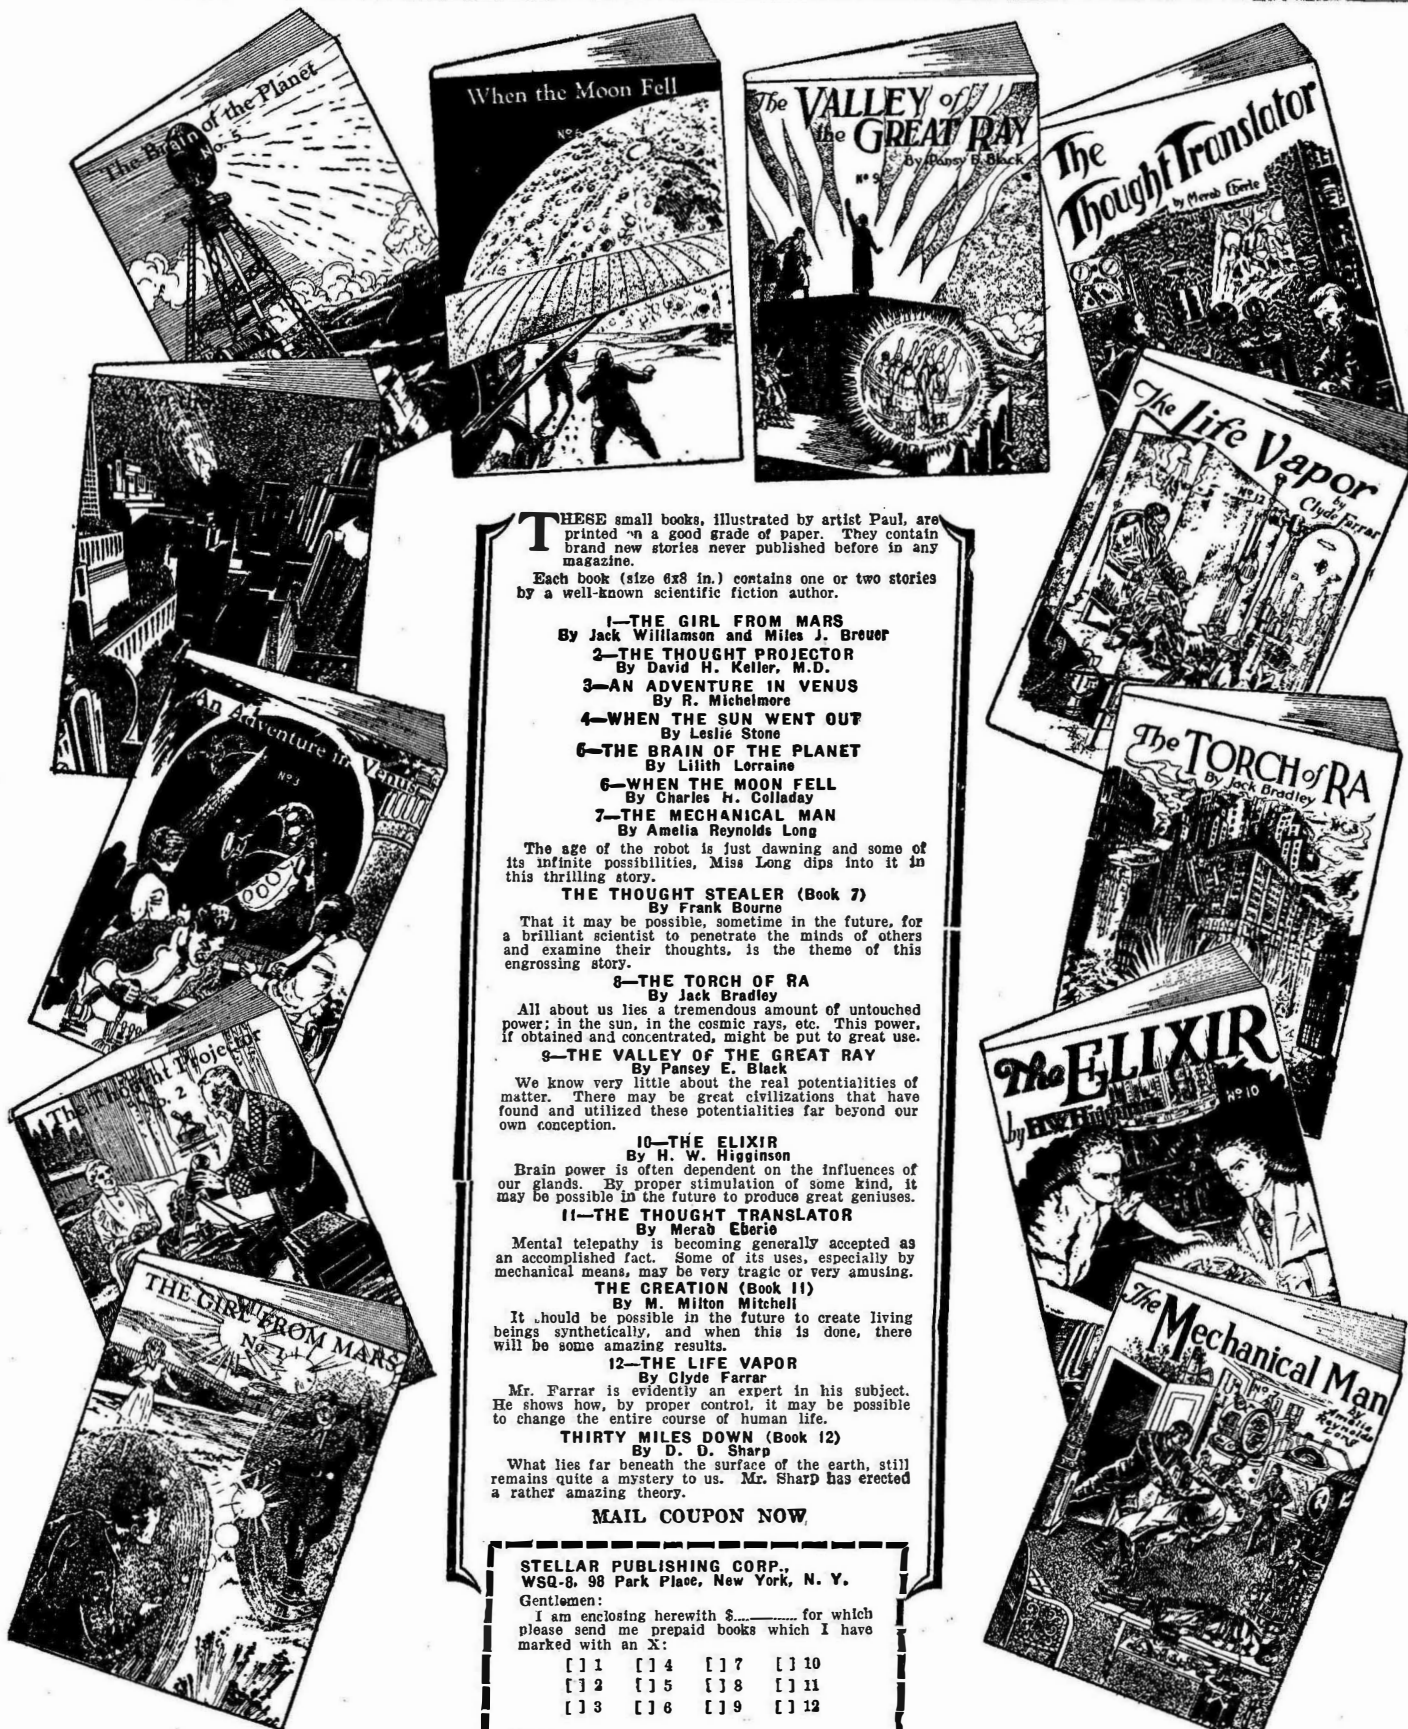 The Brain of the Planet
No. 5
When the Moon Fell
No 6
The VALLEY of
the GREAT RAY
By Pansy E. Black
No 9
The
Thought Translator
by Merab Eberle
The Life Vapor
No 12
by
Clyde Farrar
An Adventure in Venus
No 3
The TORCH of RA
By Jack Bradley
No. 8
The Thought Projector
No. 2
The ELIXIR
by H.W. Higginson
No 10
THE GIRL FROM MARS
No. 1
The
Mechanical Man
No. 7
by
Amelia
Reynolds
Long
THESE small books, illustrated by artist Paul, are
printed on a good grade of paper. They contain
brand new stories never published before in any
magazine.
Each book (size 6x8 in.) contains one or two stories
by a well-known scientific fiction author.
1—THE GIRL FROM MARS
By Jack Williamson and Miles J. Breuer
2—THE THOUGHT PROJECTOR
By David H. Keller, M.D.
3—AN ADVENTURE IN VENUS
By R. Michelmore
4—WHEN THE SUN WENT OUT
By Leslie Stone
5—THE BRAIN OF THE PLANET
By Lilith Lorraine
6—WHEN THE MOON FELL
By Charles H. Colladay
7—THE MECHANICAL MAN
By Amelia Reynolds Long
The age of the robot is just dawning and some of
its infinite possibilities, Miss Long dips into it in
this thrilling story.
THE THOUGHT STEALER (Book 7)
By Frank Bourne
That it may be possible, sometime in the future, for
a brilliant scientist to penetrate the minds of others
and examine their thoughts, is the theme of this
engrossing story.
8—THE TORCH OF RA
By Jack Bradley
All about us lies a tremendous amount of untouched
power; in the sun, in the cosmic rays, etc. This power,
if obtained and concentrated, might be put to great use.
9—THE VALLEY OF THE GREAT RAY
By Pansey E. Black
We know very little about the real potentialities of
matter. There may be great civilizations that have
found and utilized these potentialities far beyond our
own conception.
10—THE ELIXIR
By H. W. Higginson
Brain power is often dependent on the influences of
our glands. By proper stimulation of some kind, it
may be possible in the future to produce great geniuses.
11—THE THOUGHT TRANSLATOR
By Merab Eberle
Mental telepathy is becoming generally accepted as
an accomplished fact. Some of its uses, especially by
mechanical means, may be very tragic or very amusing.
THE CREATION (Book 11)
By M. Milton Mitchell
It should be possible in the future to create living
beings synthetically, and when this is done, there
will be some amazing results.
12—THE LIFE VAPOR
By Clyde Farrar
Mr. Farrar is evidently an expert in his subject.
He shows how, by proper control, it may be possible
to change the entire course of human life.
THIRTY MILES DOWN (Book 12)
By D. D. Sharp
What lies far beneath the surface of the earth, still
remains quite a mystery to us. Mr. Sharp has erected
a rather amazing theory.
MAIL COUPON NOW
STELLAR PUBLISHING CORP.,
WSQ-8, 98 Park Place, New York, N. Y.
Gentlemen:
I am enclosing herewith $.............. for which
please send me prepaid books which I have
marked with an X:
[ ] 1 [ ] 4 [ ] 7 [ ] 10
[ ] 2 [ ] 5 [ ] 8 [ ] 11
[ ] 3 [ ] 6 [ ] 9 [ ] 12